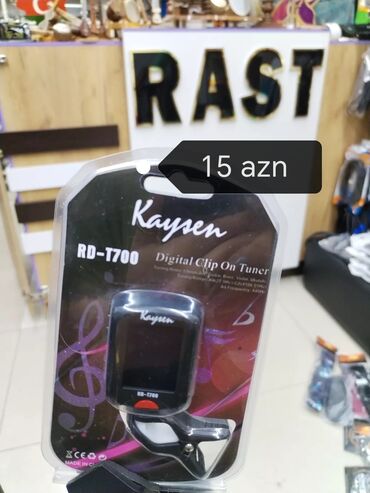 RAST
15 azn
Kaysen
RD-T700
Digital Clip On Tuner
Kaysen
RD-T700